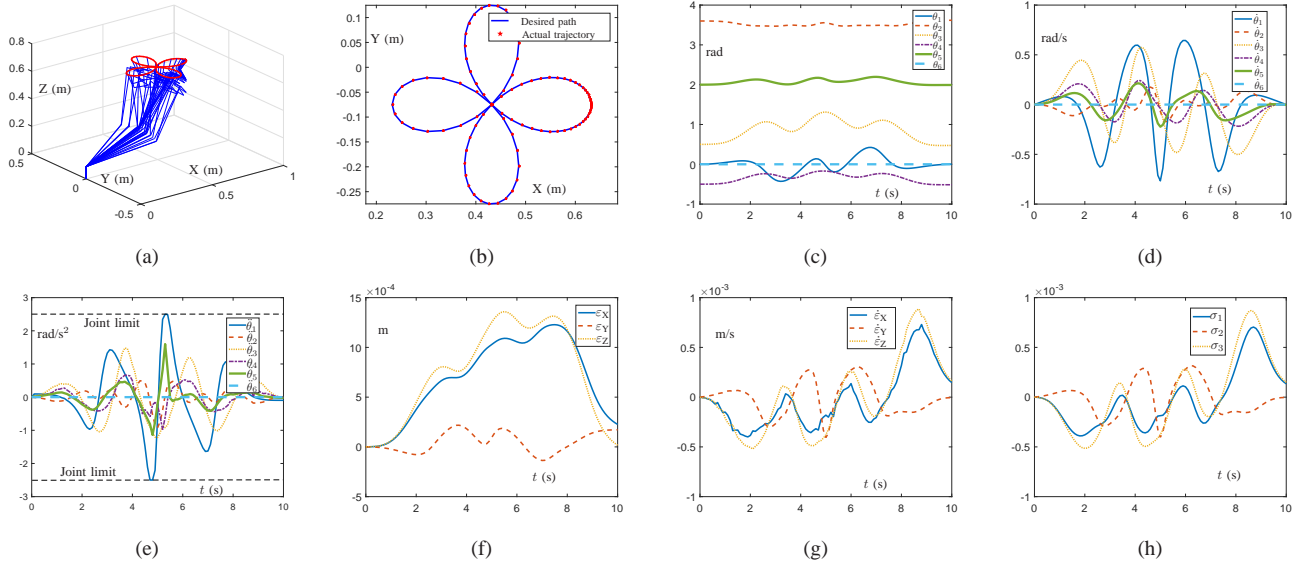 0.8
0.6
Z (m)
0.4
0.2
0
0.5
0
Y (m)
-0.5
0
X (m)
0.5
1
(a)
0.1
Y (m)
Desired path
Actual trajectory
0.05
0
-0.05
-0.1
-0.15
-0.2
-0.25
X (m)
0.2 0.3 0.4 0.5 0.6
(b)
4
3
2
1
0
-1
rad
θ1
θ2
θ3
θ4
θ5
θ6
t (s)
0 2 4 6 8 10
(c)
1
0.5
0
-0.5
-1
rad/s
θ̇1
θ̇2
θ̇3
θ̇4
θ̇5
θ̇6
t (s)
0 2 4 6 8 10
(d)
3
2
1
0
-1
-2
-3
Joint limit
rad/s²
θ̈1
θ̈2
θ̈3
θ̈4
θ̈5
θ̈6
Joint limit
t (s)
0 2 4 6 8 10
(e)
15 ×10⁻⁴
10
5
0
-5
m
εX
εY
εZ
t (s)
0 2 4 6 8 10
(f)
×10⁻³
1
0.5
0
-0.5
-1
m/s
ε̇X
ε̇Y
ε̇Z
t (s)
0 2 4 6 8 10
(g)
×10⁻³
1
0.5
0
-0.5
-1
σ1
σ2
σ3
t (s)
0 2 4 6 8 10
(h)